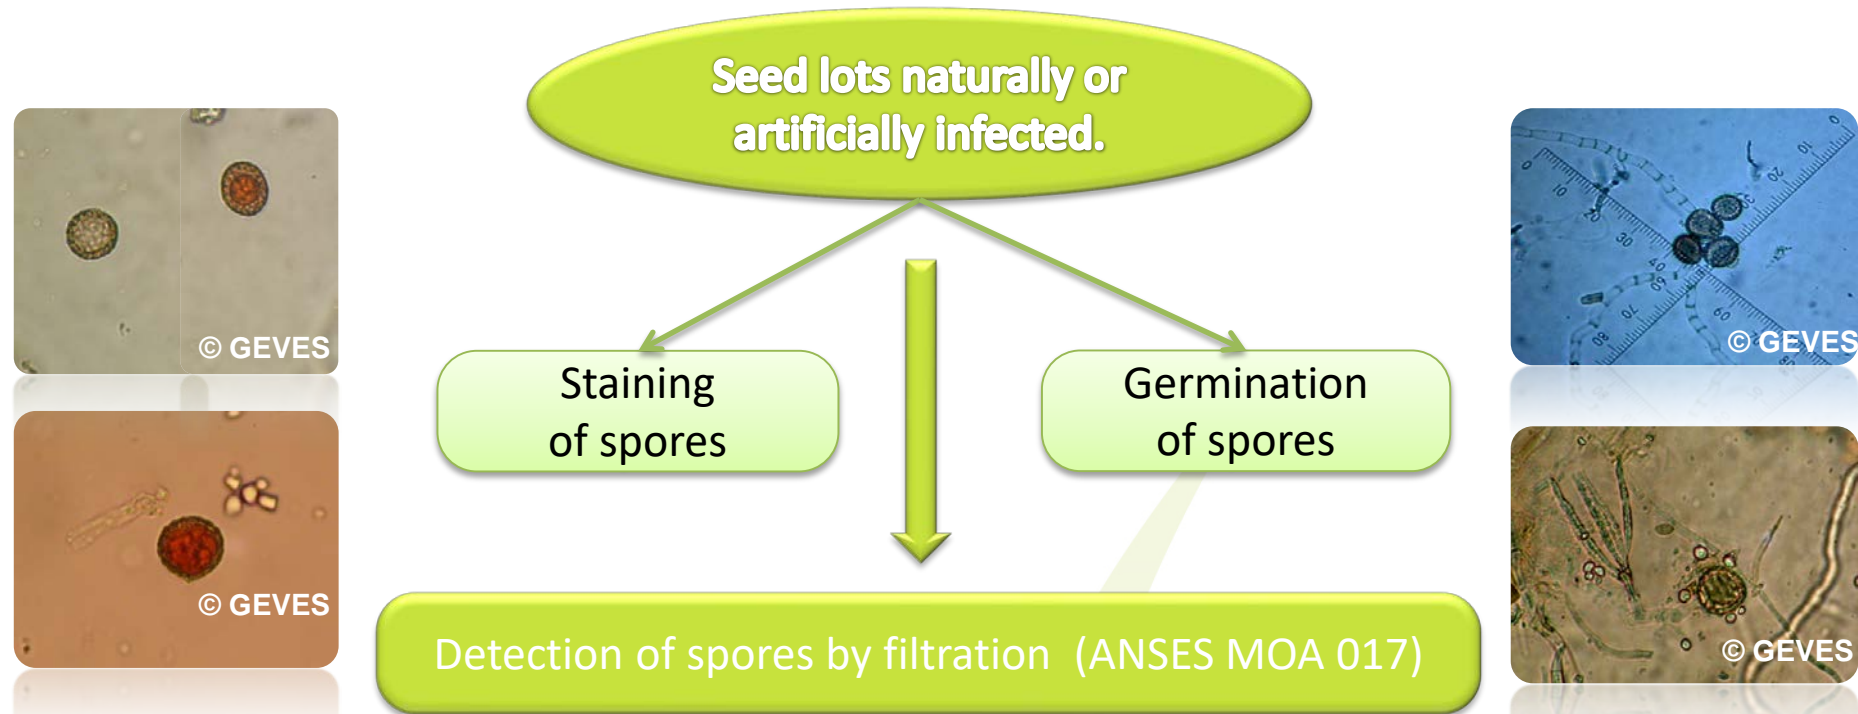 Seed lots naturally or
artificially infected.
© GEVES
© GEVES
Staining
of spores
Germination
of spores
© GEVES
© GEVES
Detection of spores by filtration (ANSES MOA 017)